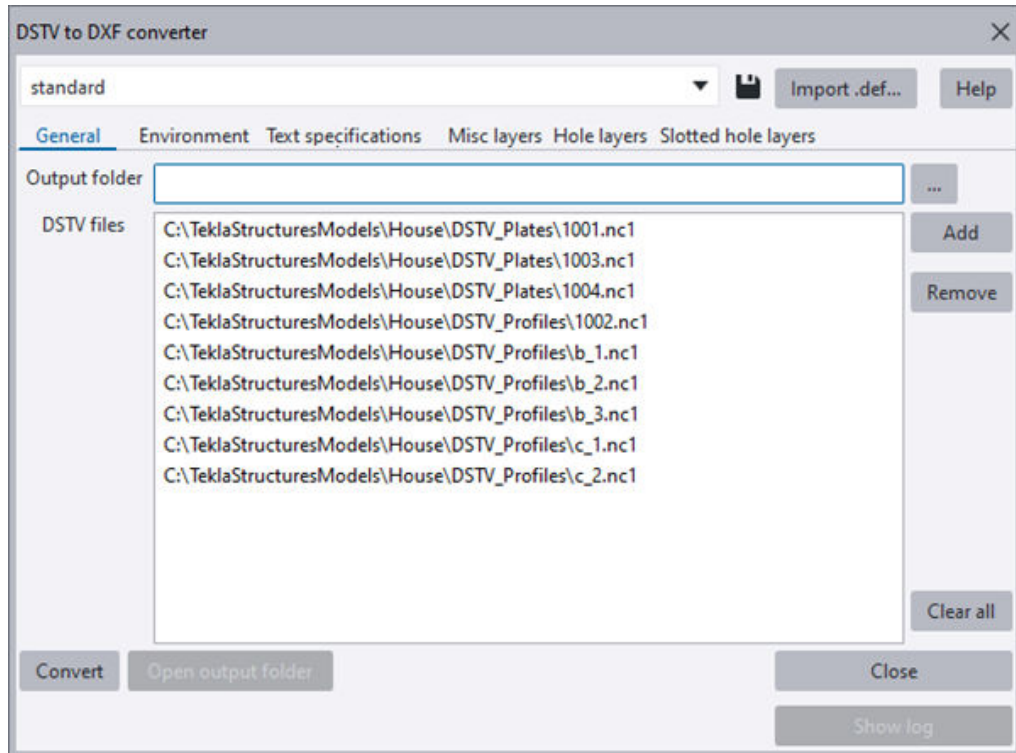 DSTV to DXF converter
standard
Import .def...
Help
General Environment Text specifications Misc layers Hole layers Slotted hole layers
Output folder
...
DSTV files
C:\TeklaStructuresModels\House\DSTV_Plates\1001.nc1
C:\TeklaStructuresModels\House\DSTV_Plates\1003.nc1
C:\TeklaStructuresModels\House\DSTV_Plates\1004.nc1
C:\TeklaStructuresModels\House\DSTV_Profiles\1002.nc1
C:\TeklaStructuresModels\House\DSTV_Profiles\b_1.nc1
C:\TeklaStructuresModels\House\DSTV_Profiles\b_2.nc1
C:\TeklaStructuresModels\House\DSTV_Profiles\b_3.nc1
C:\TeklaStructuresModels\House\DSTV_Profiles\c_1.nc1
C:\TeklaStructuresModels\House\DSTV_Profiles\c_2.nc1
Add
Remove
Clear all
Convert
Open output folder
Close
Show log